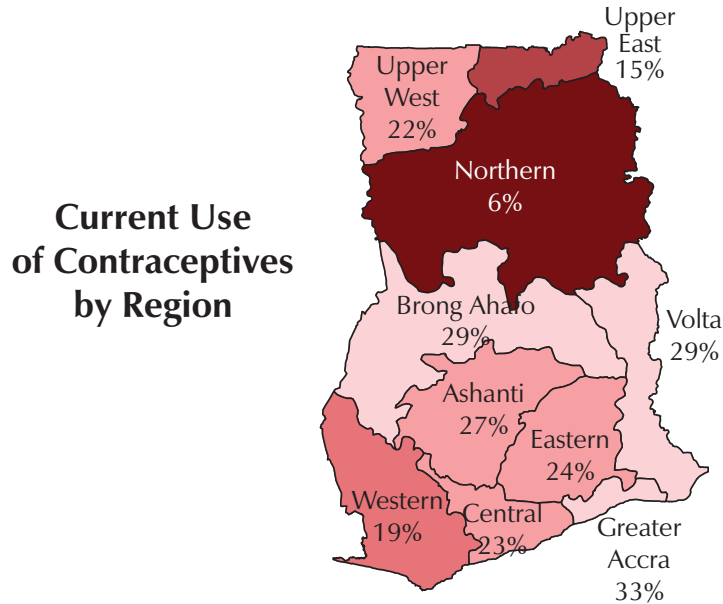 Current Use
of Contraceptives
by Region
Upper
East
15%
Upper
West
22%
Northern
6%
Brong Ahafo
29%
Volta
29%
Ashanti
27%
Eastern
24%
Western
19%
Central
23%
Greater
Accra
33%